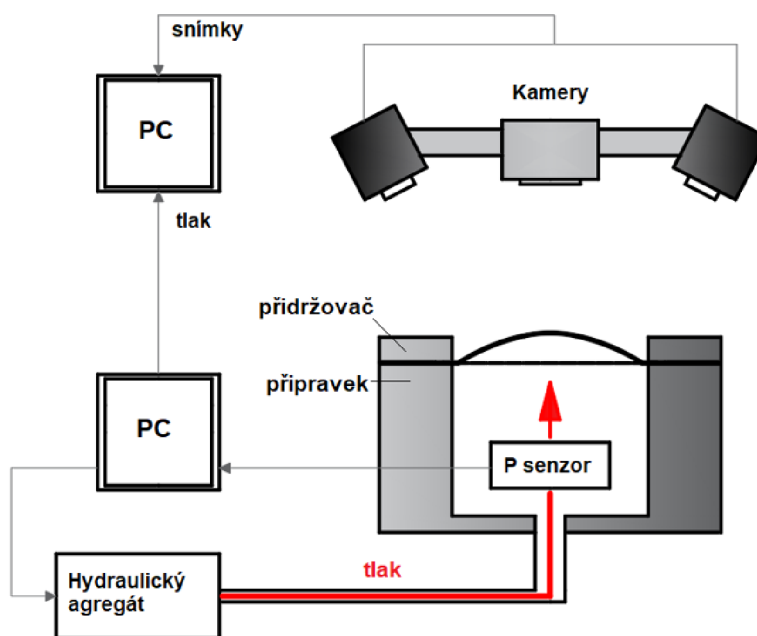 snímky
Kamery
PC
tlak
přidržovač
připravek
PC
P senzor
tlak
Hydraulický
agregát